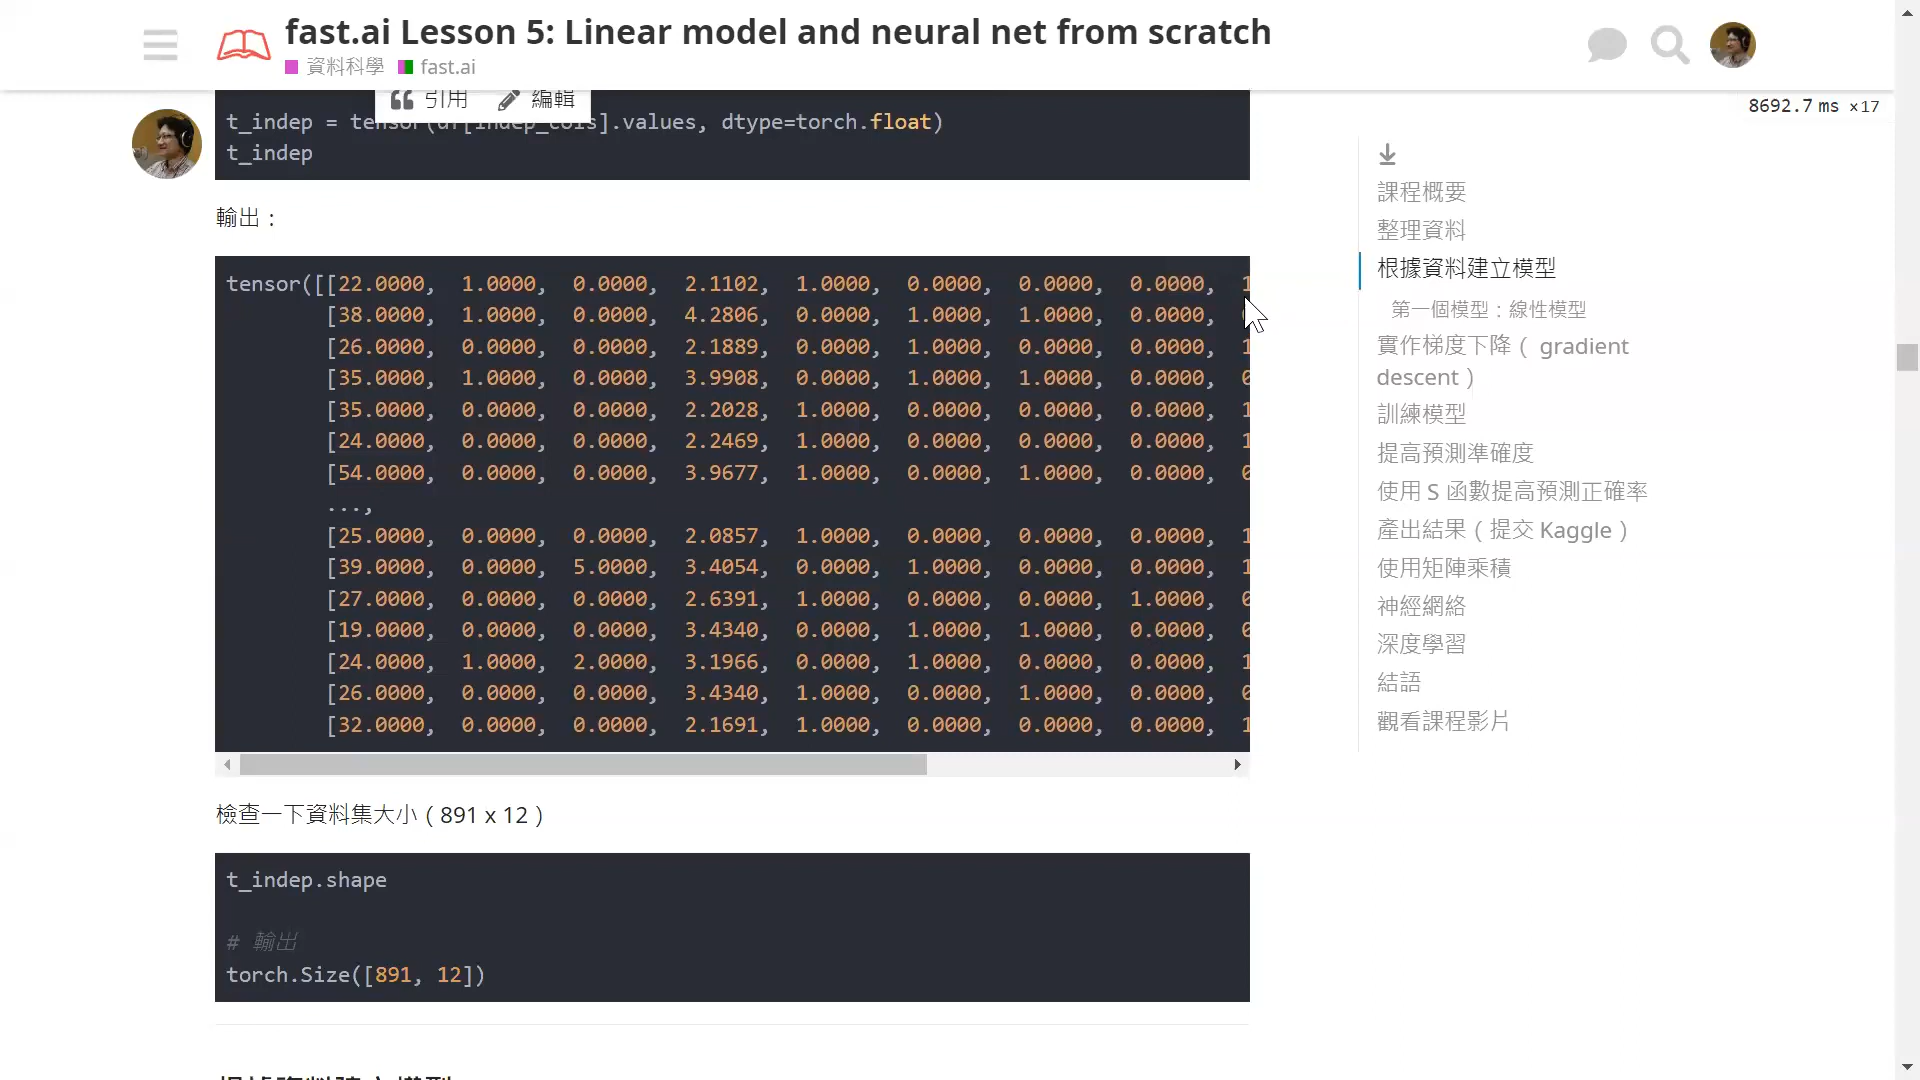 fast.ai Lesson 5: Linear model and neural net from scratch
資料科學 fast.ai
引用 編輯
8692.7 ms ×17
t_indep = tensor(df[indep_cols].values, dtype=torch.float)
t_indep
輸出：
tensor([[22.0000, 1.0000, 0.0000, 2.1102, 1.0000, 0.0000, 0.0000, 0.0000, 1
[38.0000, 1.0000, 0.0000, 4.2806, 0.0000, 1.0000, 1.0000, 0.0000,
[26.0000, 0.0000, 0.0000, 2.1889, 0.0000, 1.0000, 0.0000, 0.0000, 1
[35.0000, 1.0000, 0.0000, 3.9908, 0.0000, 1.0000, 1.0000, 0.0000, 0
[35.0000, 0.0000, 0.0000, 2.2028, 1.0000, 0.0000, 0.0000, 0.0000, 1
[24.0000, 0.0000, 0.0000, 2.2469, 1.0000, 0.0000, 0.0000, 0.0000, 1
[54.0000, 0.0000, 0.0000, 3.9677, 1.0000, 0.0000, 1.0000, 0.0000, 0
...,
[25.0000, 0.0000, 0.0000, 2.0857, 1.0000, 0.0000, 0.0000, 0.0000, 1
[39.0000, 0.0000, 5.0000, 3.4054, 0.0000, 1.0000, 0.0000, 0.0000, 1
[27.0000, 0.0000, 0.0000, 2.6391, 1.0000, 0.0000, 0.0000, 1.0000, 0
[19.0000, 0.0000, 0.0000, 3.4340, 0.0000, 1.0000, 1.0000, 0.0000, 0
[24.0000, 1.0000, 2.0000, 3.1966, 0.0000, 1.0000, 0.0000, 0.0000, 1
[26.0000, 0.0000, 0.0000, 3.4340, 1.0000, 0.0000, 1.0000, 0.0000, 0
[32.0000, 0.0000, 0.0000, 2.1691, 1.0000, 0.0000, 0.0000, 0.0000, 1
檢查一下資料集大小（891 x 12）
t_indep.shape
# 輸出
torch.Size([891, 12])
課程概要
整理資料
根據資料建立模型
第一個模型：線性模型
實作梯度下降（ gradient
descent）
訓練模型
提高預測準確度
使用 S 函數提高預測正確率
產出結果（提交 Kaggle）
使用矩陣乘積
神經網絡
深度學習
結語
觀看課程影片